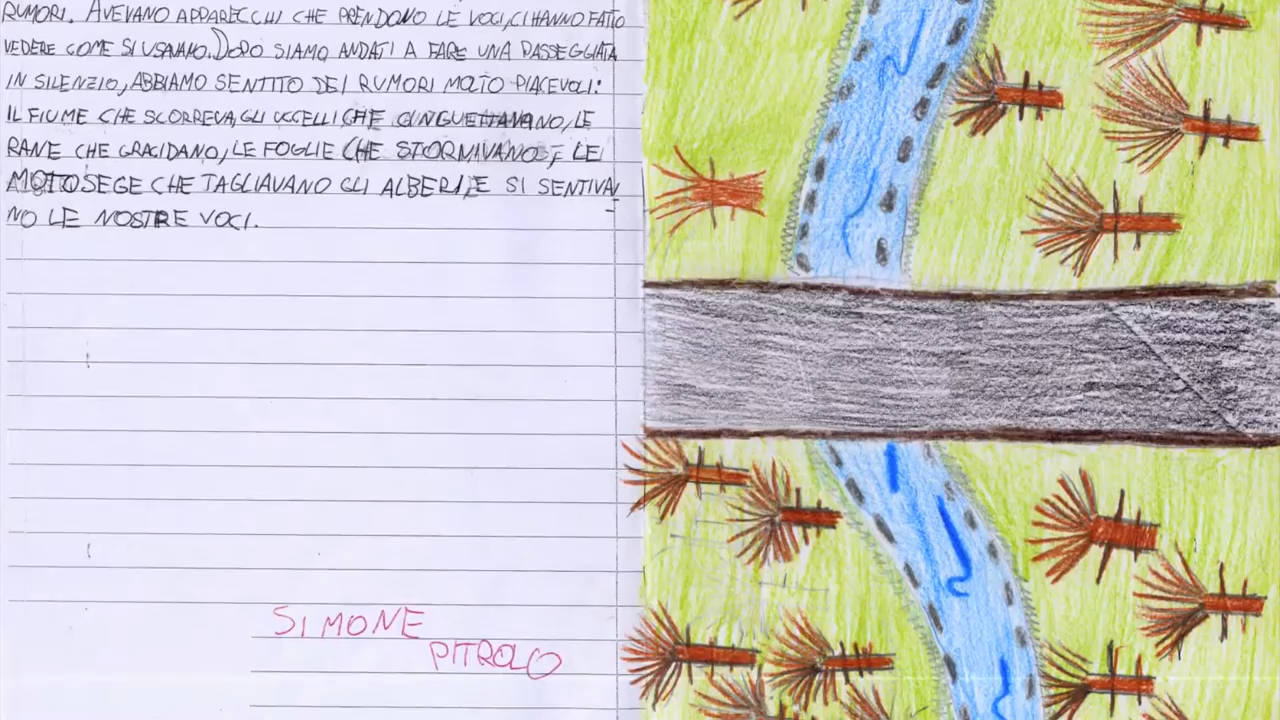 RUMORI. AVEVANO APPARECCHI CHE PRENDONO LE VOCI, CI HANNO FATTO
VEDERE COME SI USAVANO. DOPO SIAMO ANDATI A FARE UNA PASSEGGIATA
IN SILENZIO, ABBIAMO SENTITO DEI RUMORI MOLTO PIACEVOLI:
IL FIUME CHE SCORREVA, GLI UCCELLI CHE CINGUETTAVANO, LE
RANE CHE GRACIDANO, LE FOGLIE CHE STORMIVANO, LE
MOTOSEGE CHE TAGLIAVANO GLI ALBERI, E SI SENTIVA
NO LE NOSTRE VOCI.
SIMONE
PITROLO